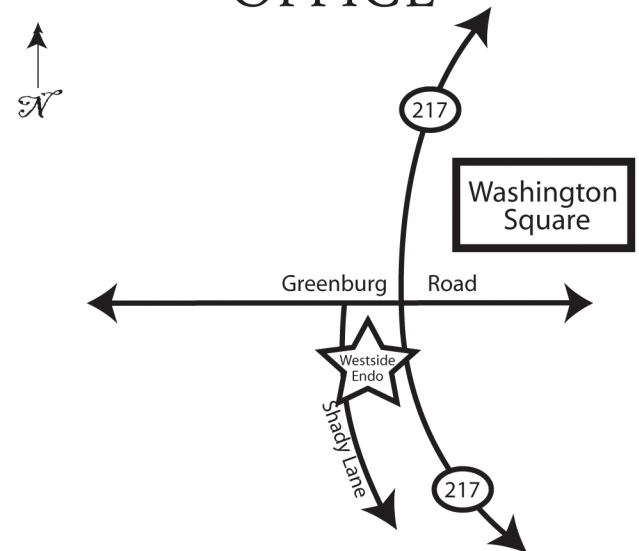 OFFICE
N
217
Washington
Square
Greenburg Road
Westside
Endo
Shady Lane
217